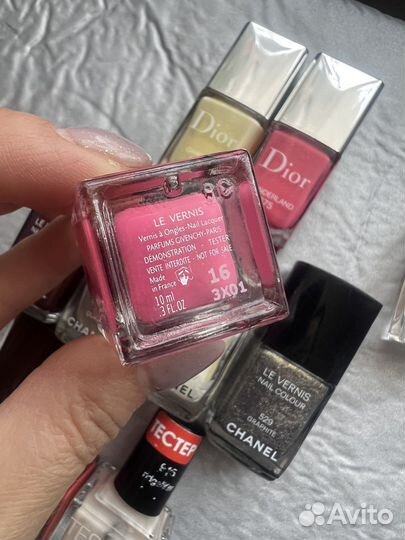 Dior
Dior
LE VERNIS
Vernis à Ongles-Nail Lacquer
PARFUMS GIVENCHY-PARIS
DÉMONSTRATION - TESTER
VENTE INTERDITE - NOT FOR SALE
Made
in France
10 ml
.3 FL.OZ
16
3X01
LE VERNIS
NAIL COLOUR
529
GRAPHITE
CHANEL
CHANEL
ТЕСТЕР
Avito